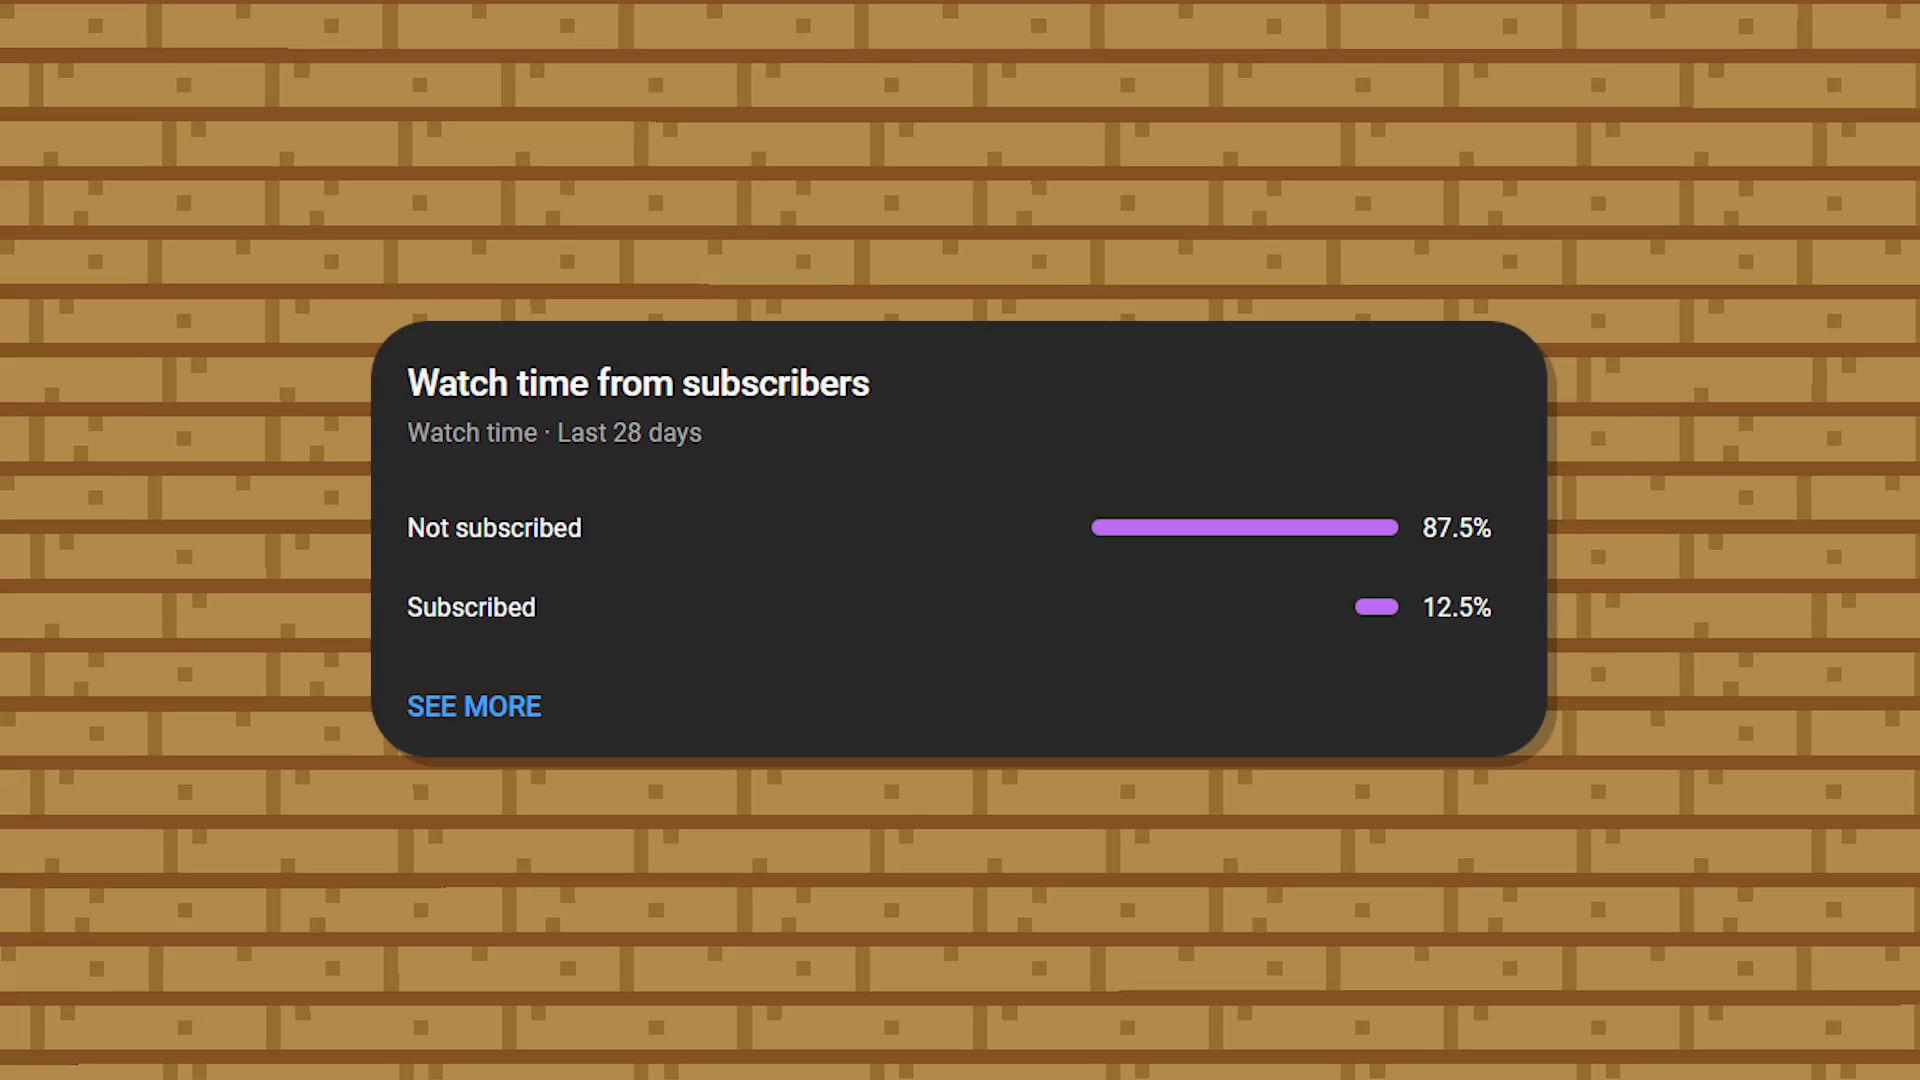 Watch time from subscribers
Watch time · Last 28 days
Not subscribed 87.5%
Subscribed 12.5%
SEE MORE